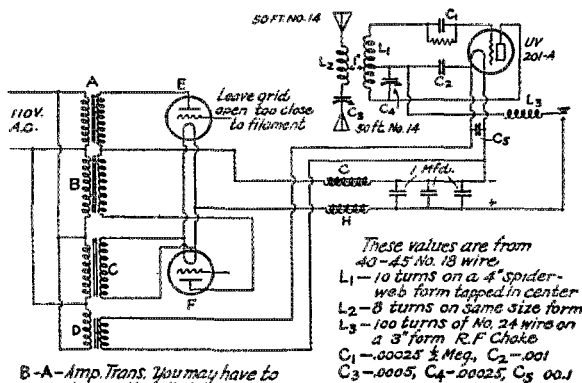 50 FT. No. 14
C1
L1
UV
201-A
L2
1"
C2
C3
C4
L3
50 ft. No. 14
C5
A
E
Leave grid
open too close
to filament
110V.
A.C.
B
C
1 Mfd.
H
-
+
C
F
D
These values are from
40-45 No. 18 wire
L1 - 10 turns on a 4" spider-
web form tapped in center
L2 - 8 turns on same size form
L3 - 100 turns of No. 24 wire on
a 3" form R.F Choke
C1 - .00025 ½ Meg, C2 - .001
C3 - .0005, C4 - .00025, C5 00.1
B-A-Amp. Trans. You may have to